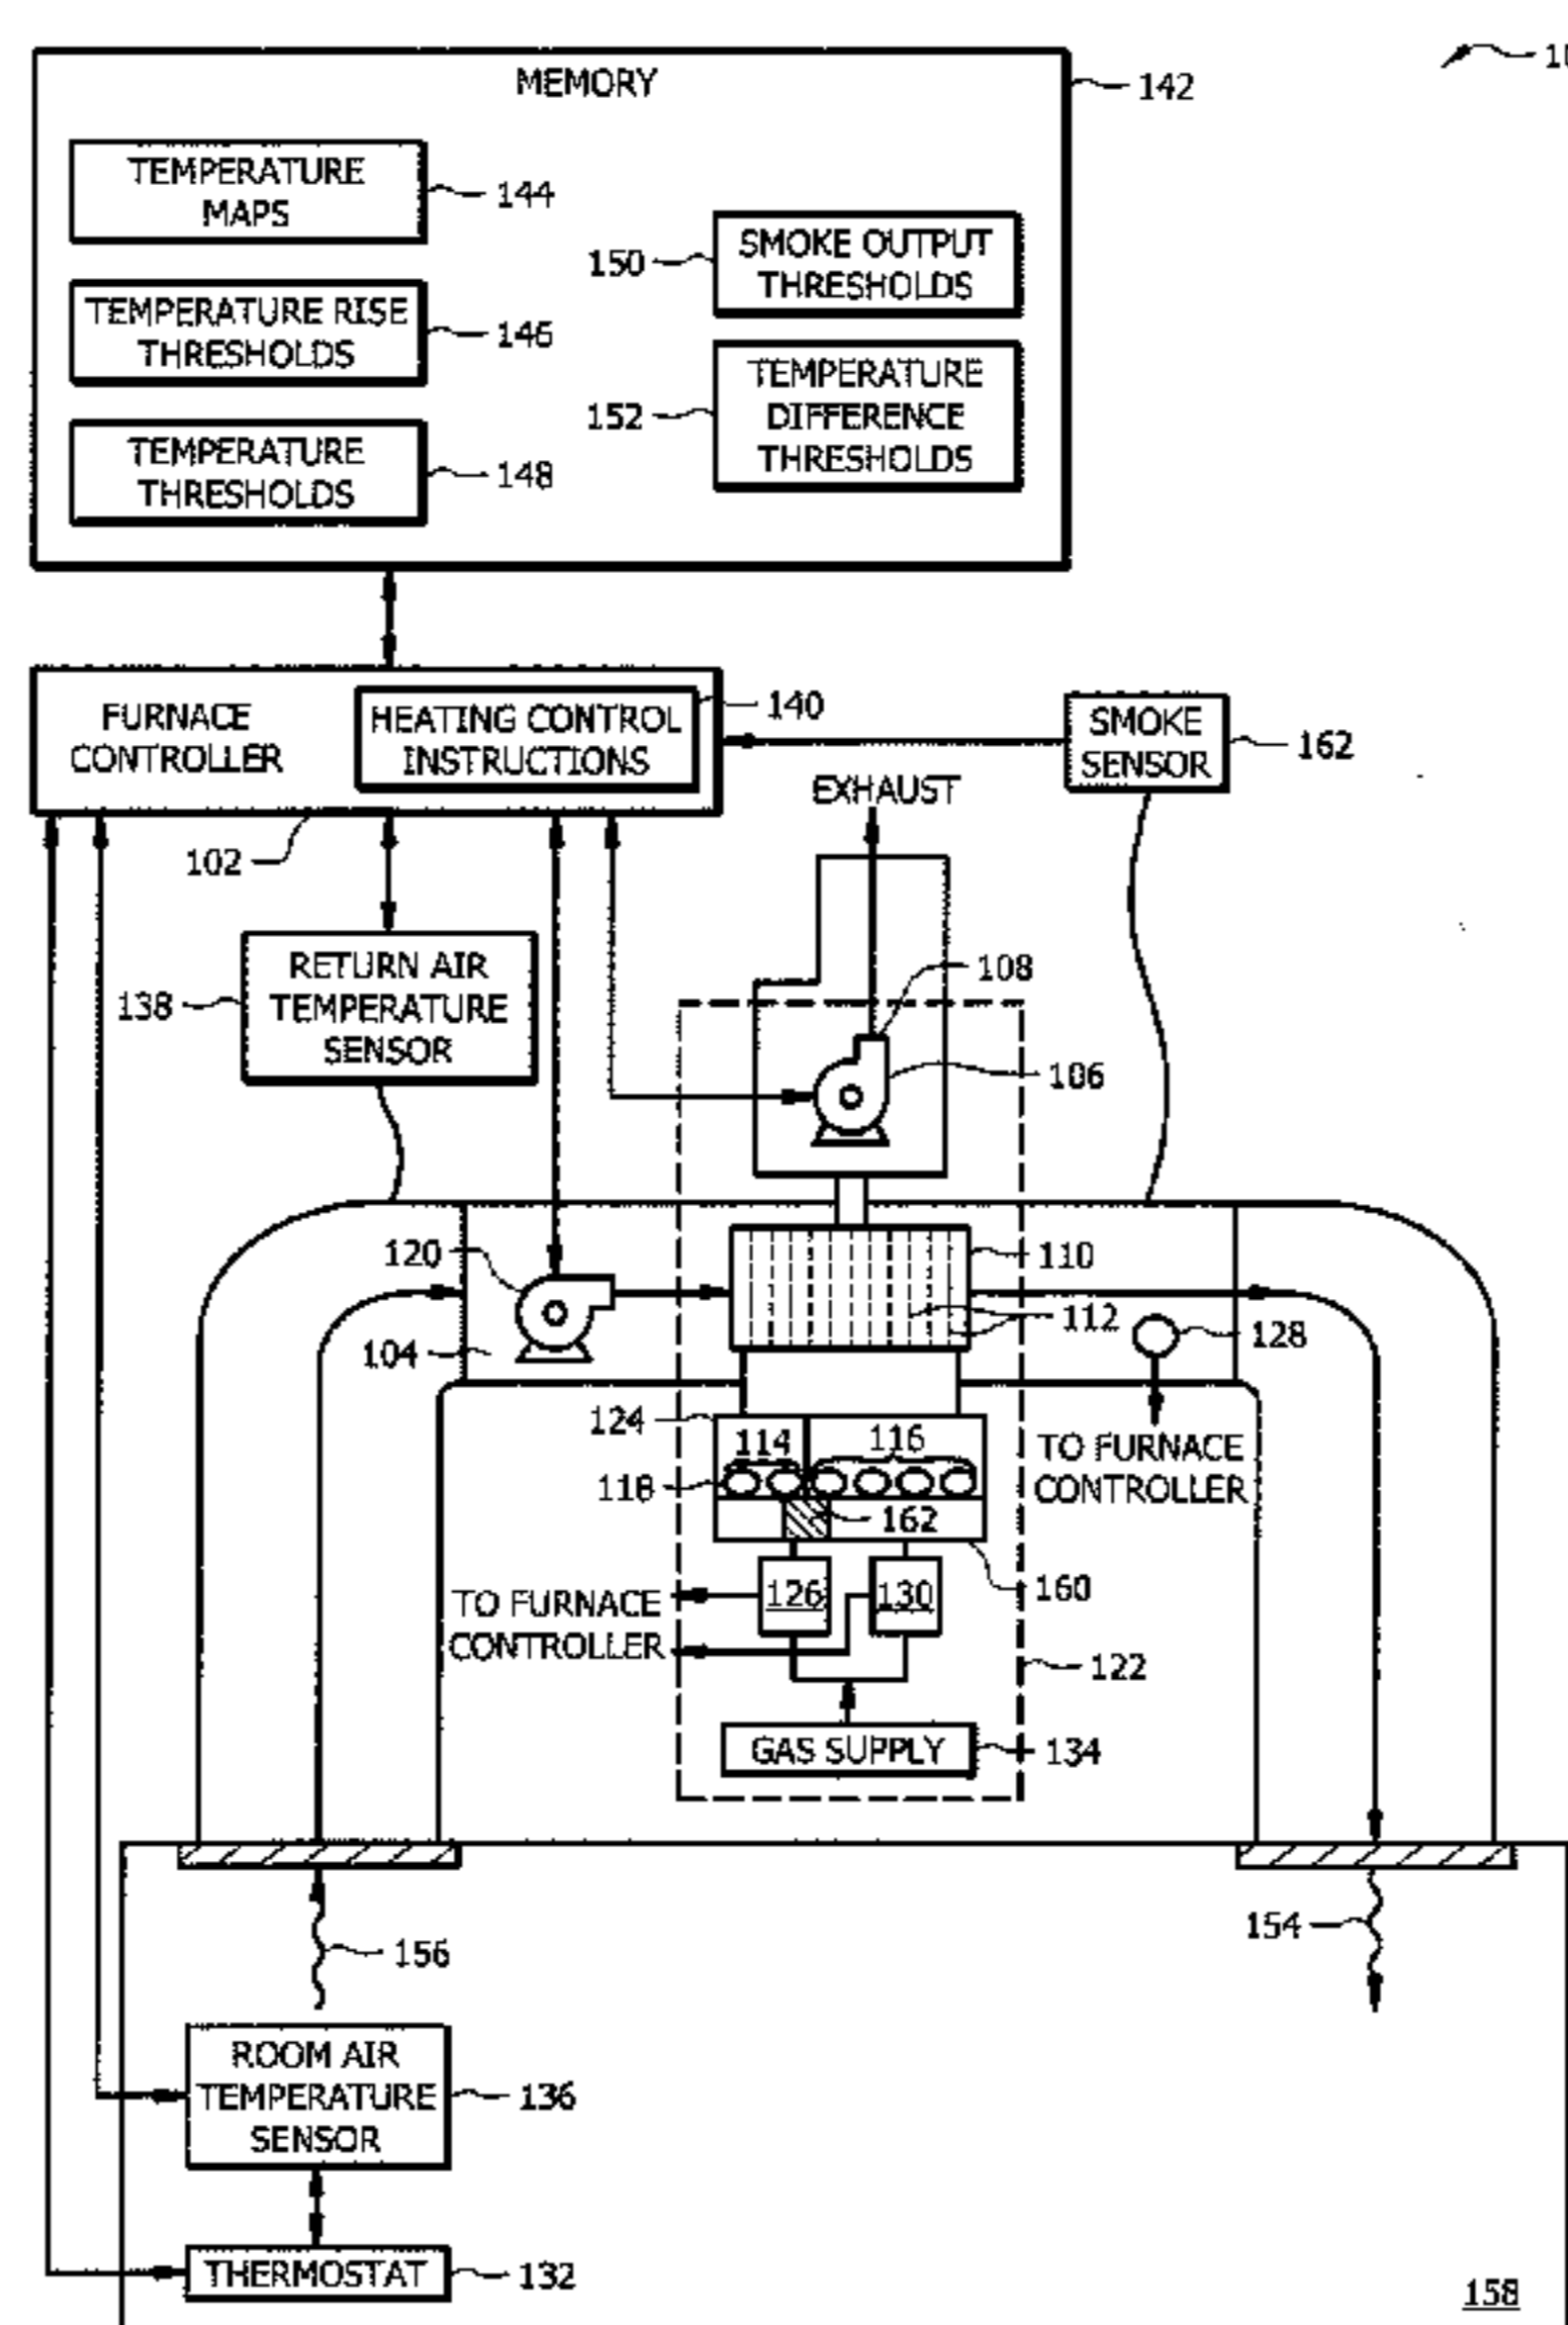 10
MEMORY
142
TEMPERATURE
MAPS
144
150
SMOKE OUTPUT
THRESHOLDS
TEMPERATURE RISE
THRESHOLDS
146
152
TEMPERATURE
DIFFERENCE
THRESHOLDS
TEMPERATURE
THRESHOLDS
148
FURNACE
CONTROLLER
HEATING CONTROL
INSTRUCTIONS
140
SMOKE
SENSOR
162
EXHAUST
102
138
RETURN AIR
TEMPERATURE
SENSOR
108
106
120
110
104
112
128
124
114
116
118
162
TO FURNACE
CONTROLLER
126
130
160
TO FURNACE
CONTROLLER
122
GAS SUPPLY
134
156
154
ROOM AIR
TEMPERATURE
SENSOR
136
THERMOSTAT
132
158